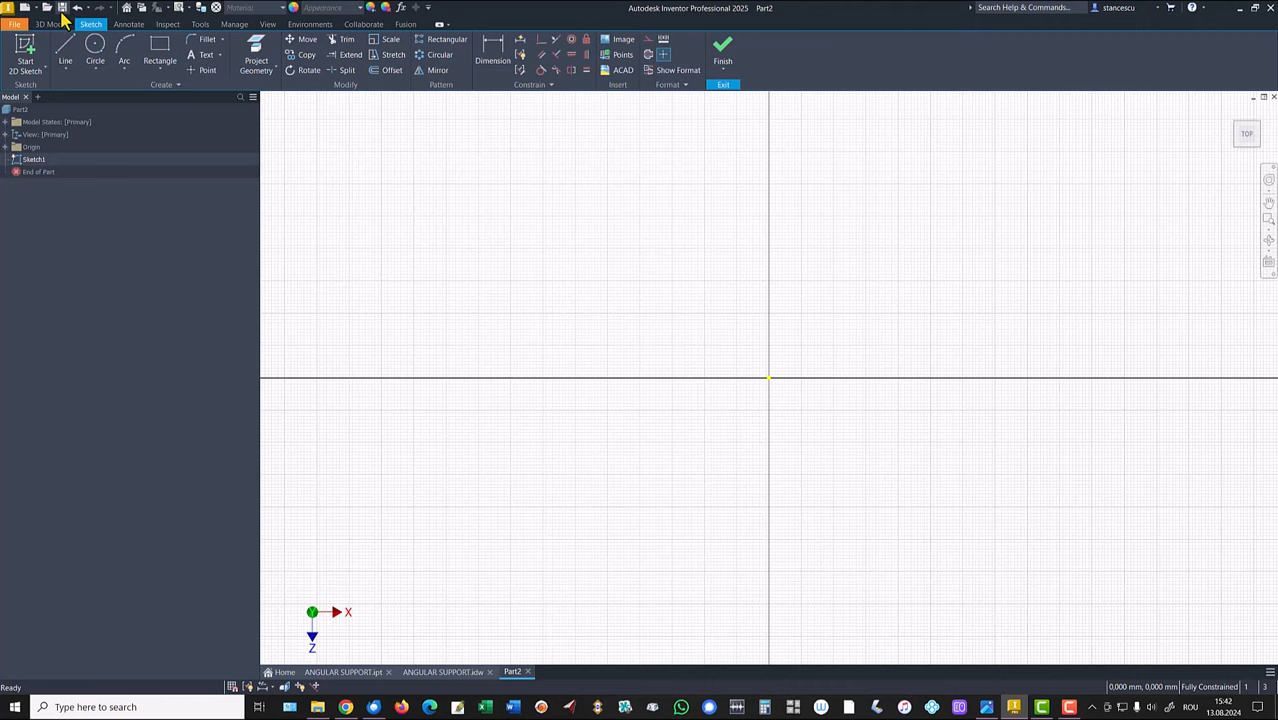 Material
Appearance
Autodesk Inventor Professional 2025 Part2
Search Help & Commands...
stancescu
File
Sketch
Annotate
Inspect
Tools
Manage
View
Environments
Collaborate
Fusion
Start
2D Sketch
Line
Circle
Arc
Rectangle
Fillet
Text
Point
Project
Geometry
Move
Copy
Rotate
Trim
Extend
Split
Scale
Stretch
Offset
Rectangular
Circular
Mirror
Dimension
Image
Points
ACAD
Show Format
Finish
Sketch
Create
Modify
Pattern
Constrain
Insert
Format
Exit
Model
Part2
Model States: [Primary]
View: [Primary]
Origin
Sketch1
End of Part
TOP
X
Z
Home
ANGULAR SUPPORT.ipt
ANGULAR SUPPORT.idw
Part2
Ready
0,000 mm, 0,000 mm
Fully Constrained
1
3
Type here to search
ROU
15:42
13.08.2024